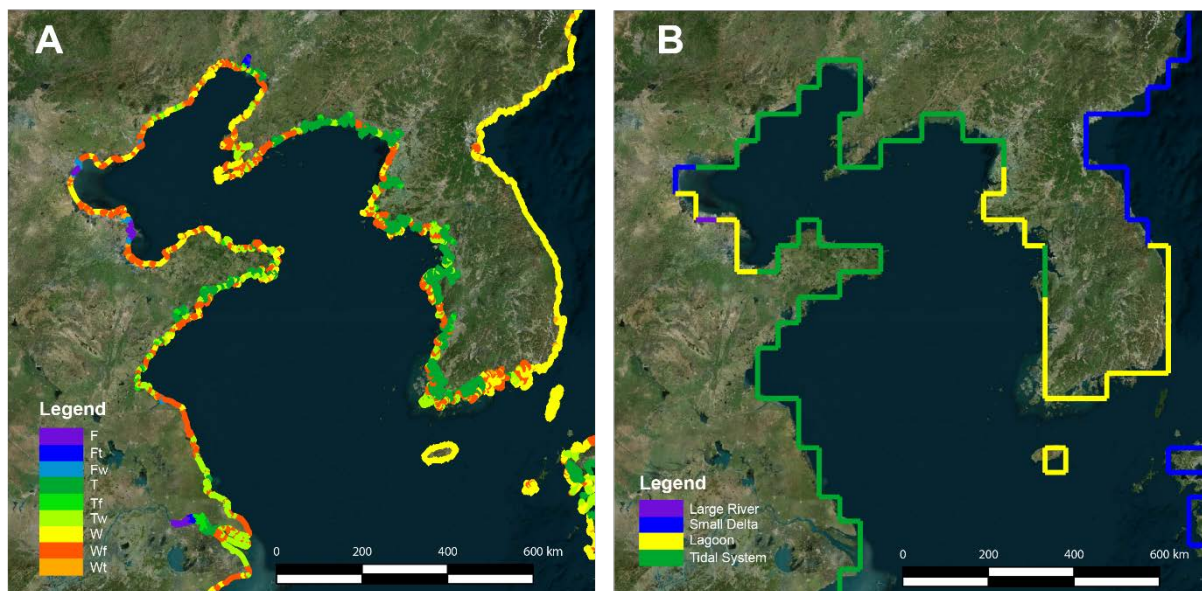 A
Legend
F
Ft
Fw
T
Tf
Tw
W
Wf
Wt
0 200 400 600 km
B
Legend
Large River
Small Delta
Lagoon
Tidal System
0 200 400 600 km